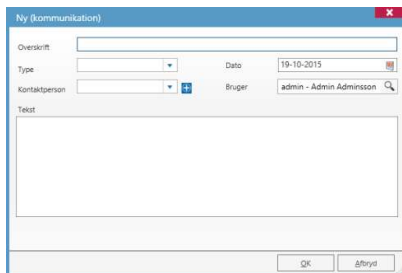 Ny (kommunikation)
Overskrift
Type
Dato
19-10-2015
Kontaktperson
Bruger
admin - Admin Adminsson
Tekst
OK
Afbryd